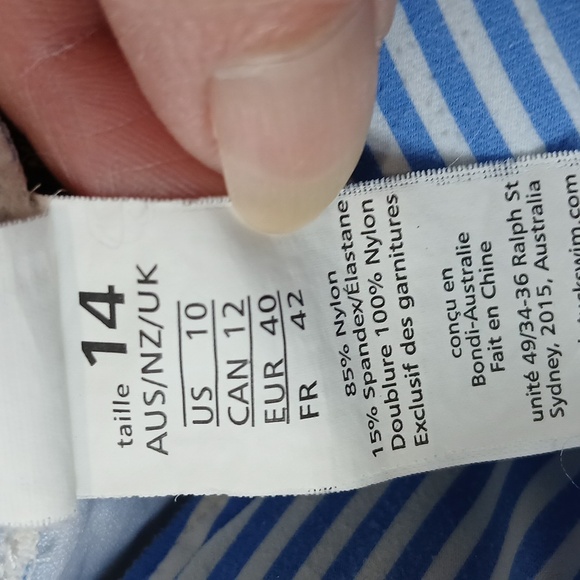 taille 14
AUS/NZ/UK
US 10
CAN 12
EUR 40
FR 42
85% Nylon
15% Spandex/Élastane
Doublure 100% Nylon
Exclusif des garnitures
conçu en
Bondi-Australie
Fait en Chine
unité 49/34-36 Ralph St
Sydney, 2015, Australia